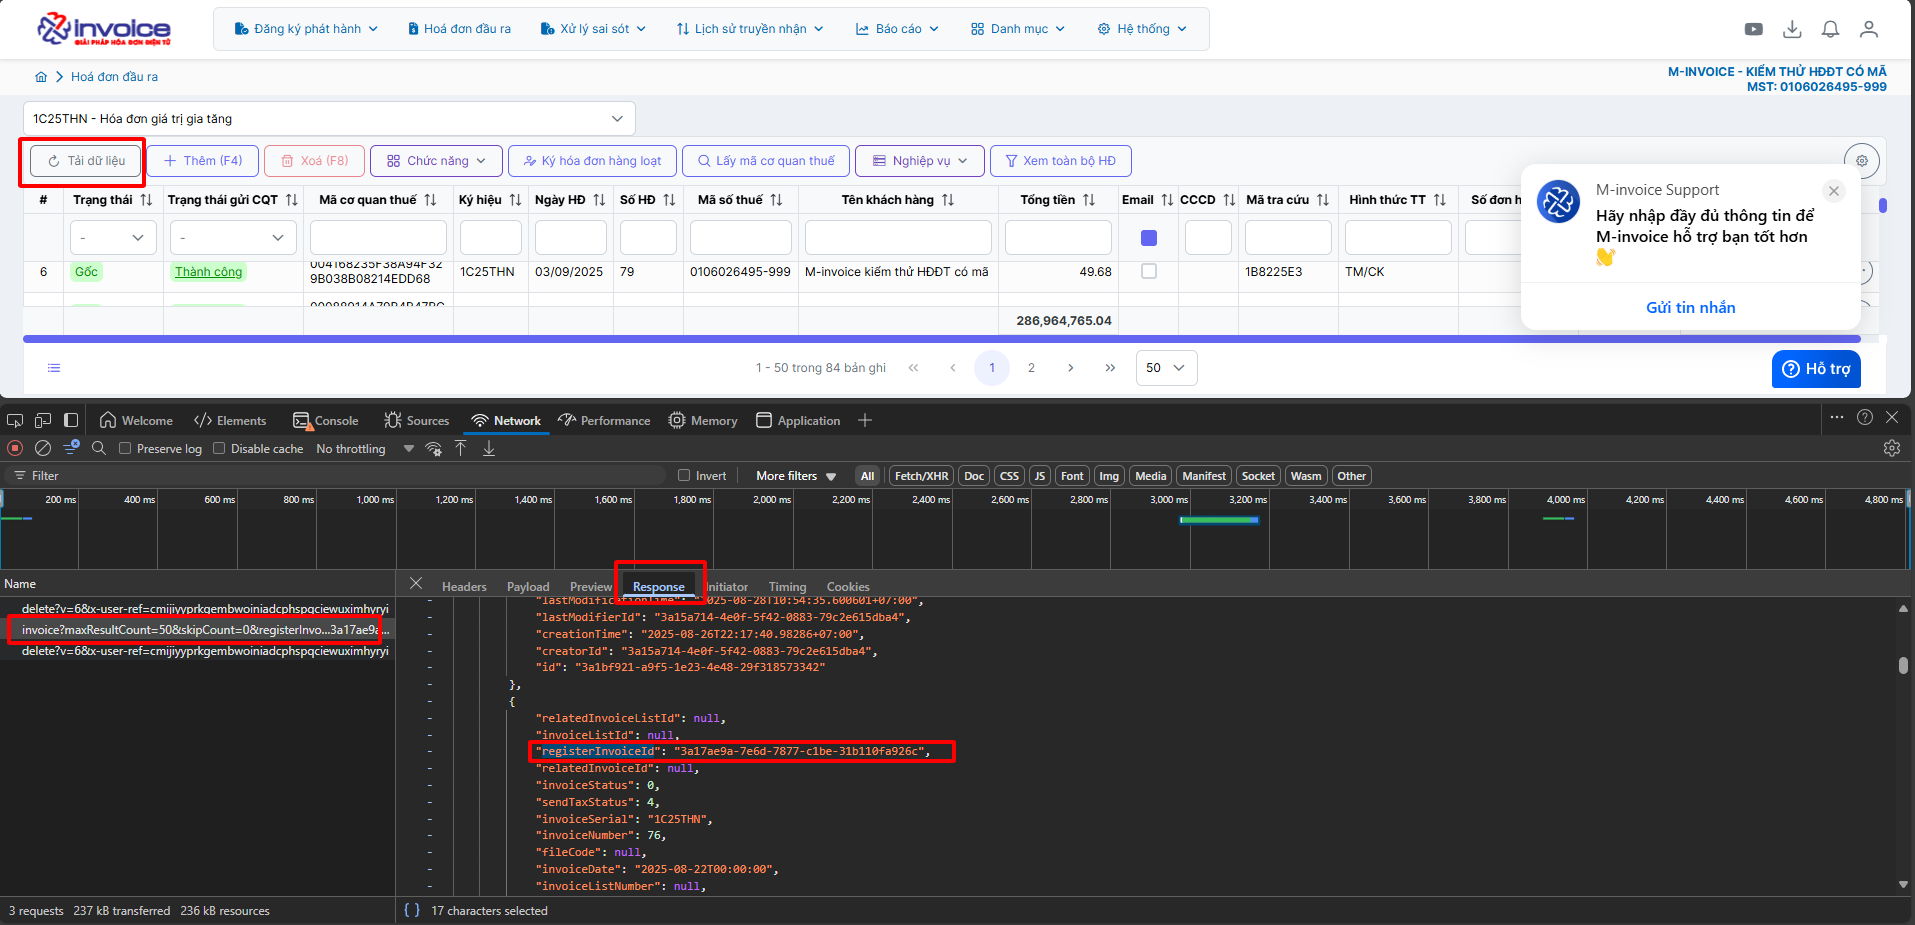 invoice
GIẢI PHÁP HÓA ĐƠN ĐIỆN TỬ
Đăng ký phát hành
Hoá đơn đầu ra
Xử lý sai sót
Lịch sử truyền nhận
Báo cáo
Danh mục
Hệ thống
Hoá đơn đầu ra
M-INVOICE - KIỂM THỬ HĐĐT CÓ MÃ
MST: 0106026495-999
1C25THN - Hóa đơn giá trị gia tăng
Tải dữ liệu
Thêm (F4)
Xoá (F8)
Chức năng
Ký hóa đơn hàng loạt
Lấy mã cơ quan thuế
Nghiệp vụ
Xem toàn bộ HĐ
# Trạng thái Trạng thái gửi CQT Mã cơ quan thuế Ký hiệu Ngày HĐ Số HĐ Mã số thuế Tên khách hàng Tổng tiền Email CCCD Mã tra cứu Hình thức TT Số đơn h
- -
6 Gốc Thành công 004168235F38A94F32 1C25THN 03/09/2025 79 0106026495-999 M-invoice kiểm thử HĐĐT có mã 49.68 1B8225E3 TM/CK
9B038B08214EDD68
00088914A79B4B47BC
286,964,765.04
M-invoice Support
Hãy nhập đầy đủ thông tin để
M-invoice hỗ trợ bạn tốt hơn
👋
Gửi tin nhắn
1 - 50 trong 84 bản ghi « ‹ 1 2 › » 50
Hỗ trợ
Welcome Elements Console Sources Network Performance Memory Application
Preserve log Disable cache No throttling
Filter Invert More filters All Fetch/XHR Doc CSS JS Font Img Media Manifest Socket Wasm Other
200 ms 400 ms 600 ms 800 ms 1,000 ms 1,200 ms 1,400 ms 1,600 ms 1,800 ms 2,000 ms 2,200 ms 2,400 ms 2,600 ms 2,800 ms 3,000 ms 3,200 ms 3,400 ms 3,600 ms 3,800 ms 4,000 ms 4,200 ms 4,400 ms 4,600 ms 4,800 ms
Name
delete?v=6&x-user-ref=cmijiyyprkgembwoiniadcphspqciewuximhyryi
invoice?maxResultCount=50&skipCount=0&registerInvo...3a17ae9a...
delete?v=6&x-user-ref=cmijiyyprkgembwoiniadcphspqciewuximhyryi
Headers Payload Preview Response Initiator Timing Cookies
"lastModificationTime": "2025-08-28T10:54:35.600601+07:00",
"lastModifierId": "3a15a714-4e0f-5f42-0883-79c2e615dba4",
"creationTime": "2025-08-26T22:17:40.98286+07:00",
"creatorId": "3a15a714-4e0f-5f42-0883-79c2e615dba4",
"id": "3a1bf921-a9f5-1e23-4e48-29f318573342"
},
{
"relatedInvoiceListId": null,
"invoiceListId": null,
"registerInvoiceId": "3a17ae9a-7e6d-7877-c1be-31b110fa926c",
"relatedInvoiceId": null,
"invoiceStatus": 0,
"sendTaxStatus": 4,
"invoiceSerial": "1C25THN",
"invoiceNumber": 76,
"fileCode": null,
"invoiceDate": "2025-08-22T00:00:00",
"invoiceListNumber": null,
3 requests 237 kB transferred 236 kB resources
{ } 17 characters selected